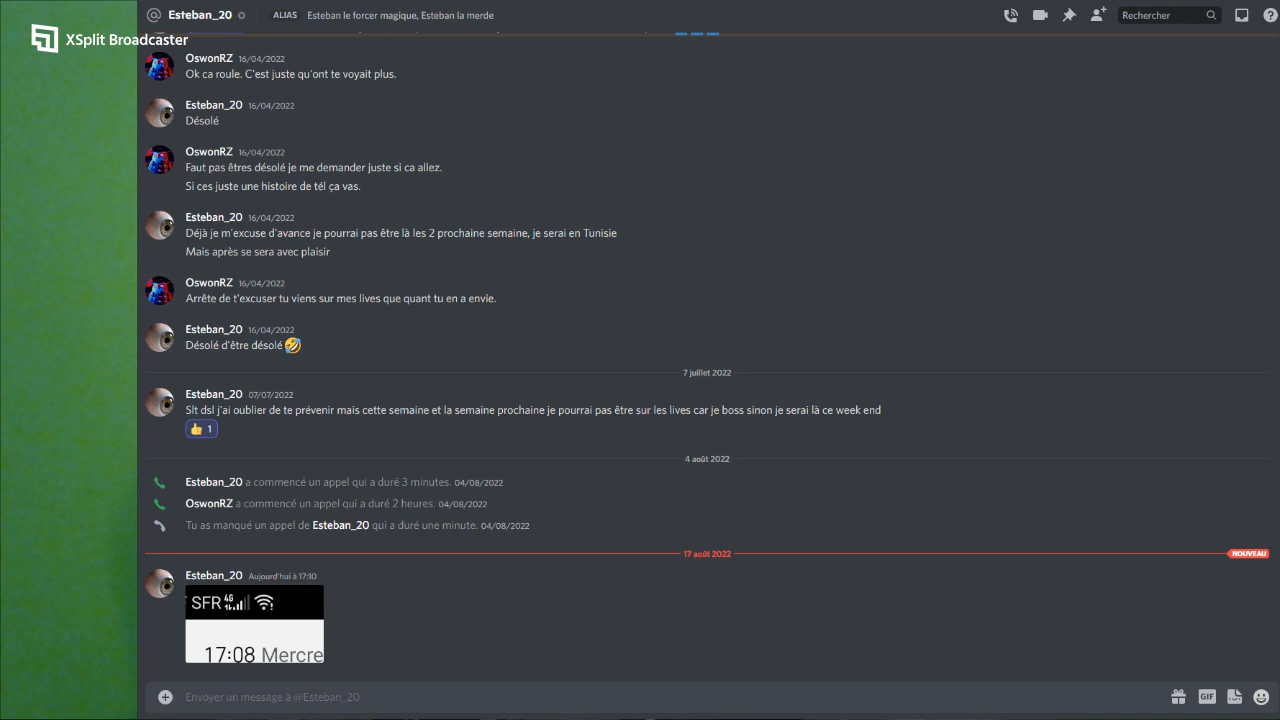 Esteban_20
ALIAS Esteban le forcer magique, Esteban la merde
Rechercher
XSplit Broadcaster
OswonRZ 16/04/2022
Ok ca roule. C'est juste qu'ont te voyait plus.
Esteban_20 16/04/2022
Désolé
OswonRZ 16/04/2022
Faut pas êtres désolé je me demander juste si ca allez.
Si ces juste une histoire de tél ça vas.
Esteban_20 16/04/2022
Déjà je m'excuse d'avance je pourrai pas être là les 2 prochaine semaine, je serai en Tunisie
Mais après se sera avec plaisir
OswonRZ 16/04/2022
Arrête de t'excuser tu viens sur mes lives que quant tu en a envie.
Esteban_20 16/04/2022
Désolé d'être désolé 🤣
7 juillet 2022
Esteban_20 07/07/2022
Slt dsl j'ai oublier de te prévenir mais cette semaine et la semaine prochaine je pourrai pas être sur les lives car je boss sinon je serai là ce week end
👍 1
4 août 2022
Esteban_20 a commencé un appel qui a duré 3 minutes. 04/08/2022
OswonRZ a commencé un appel qui a duré 2 heures. 04/08/2022
Tu as manqué un appel de Esteban_20 qui a duré une minute. 04/08/2022
17 août 2022
NOUVEAU
Esteban_20 Aujourd'hui à 17:10
SFR 4G
17:08 Mercre
Envoyer un message à @Esteban_20
GIF